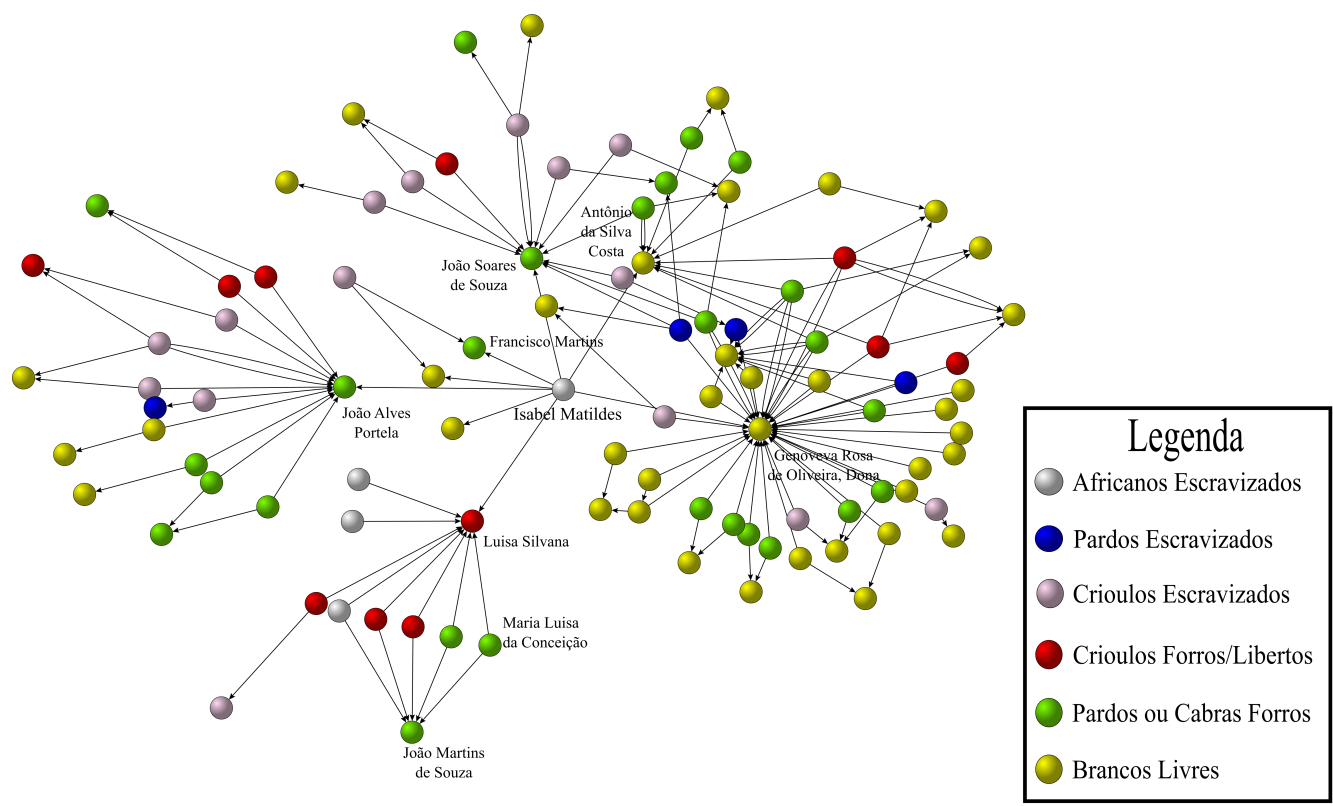 Antônio
da Silva
Costa
João Soares
de Souza
Francisco Martins
Isabel Matildes
João Alves
Portela
Genoveva Rosa
de Oliveira, Dona
Luisa Silvana
Maria Luisa
da Conceição
João Martins
de Souza
Legenda
Africanos Escravizados
Pardos Escravizados
Crioulos Escravizados
Crioulos Forros/Libertos
Pardos ou Cabras Forros
Brancos Livres